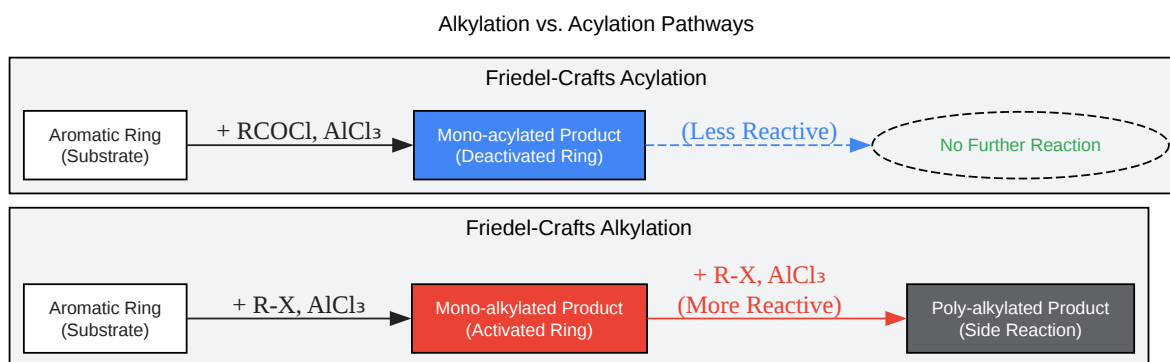 Alkylation vs. Acylation Pathways
Friedel-Crafts Acylation
Aromatic Ring
(Substrate)
+ RCOCl, AlCl₃
Mono-acylated Product
(Deactivated Ring)
(Less Reactive)
No Further Reaction
Friedel-Crafts Alkylation
Aromatic Ring
(Substrate)
+ R-X, AlCl₃
Mono-alkylated Product
(Activated Ring)
+ R-X, AlCl₃
(More Reactive)
Poly-alkylated Product
(Side Reaction)